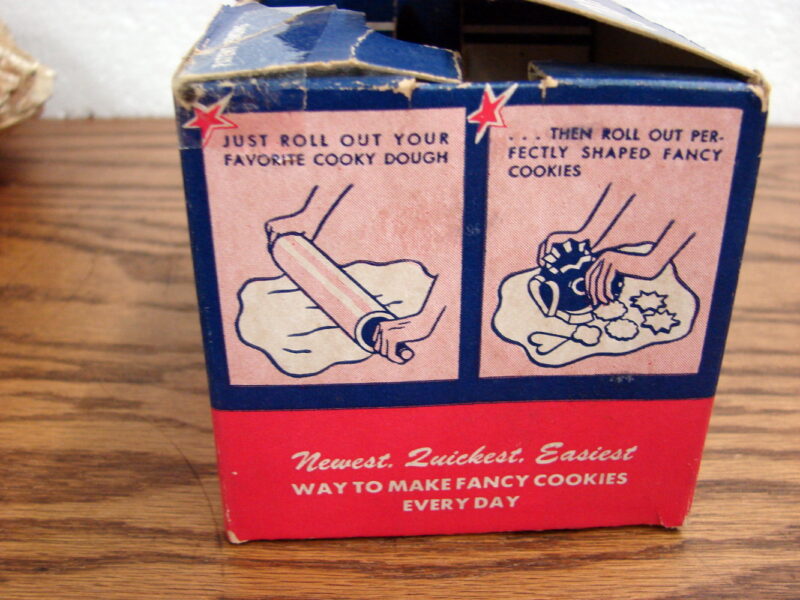 JUST ROLL OUT YOUR
FAVORITE COOKY DOUGH
. . . THEN ROLL OUT PER-
FECTLY SHAPED FANCY
COOKIES
Newest, Quickest, Easiest
WAY TO MAKE FANCY COOKIES
EVERY DAY